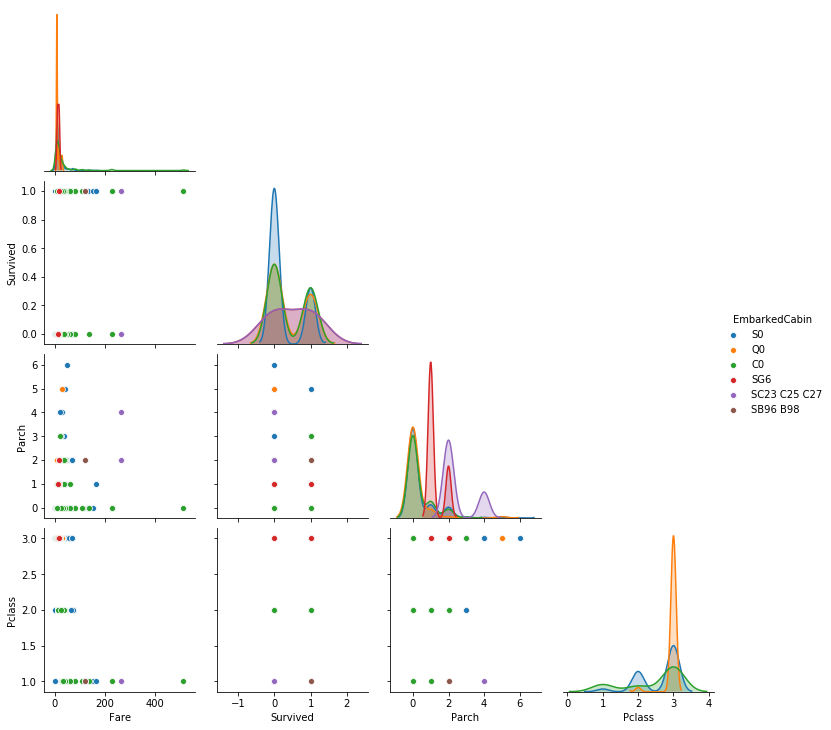 1.0
0.8
0.6
0.4
0.2
0.0
Survived
EmbarkedCabin
S0
Q0
C0
SG6
SC23 C25 C27
SB96 B98
6
5
4
3
2
1
0
Parch
3.0
2.5
2.0
1.5
1.0
Pclass
0 200 400
−1 0 1 2
0 2 4 6
0 1 2 3 4
Fare Survived Parch Pclass